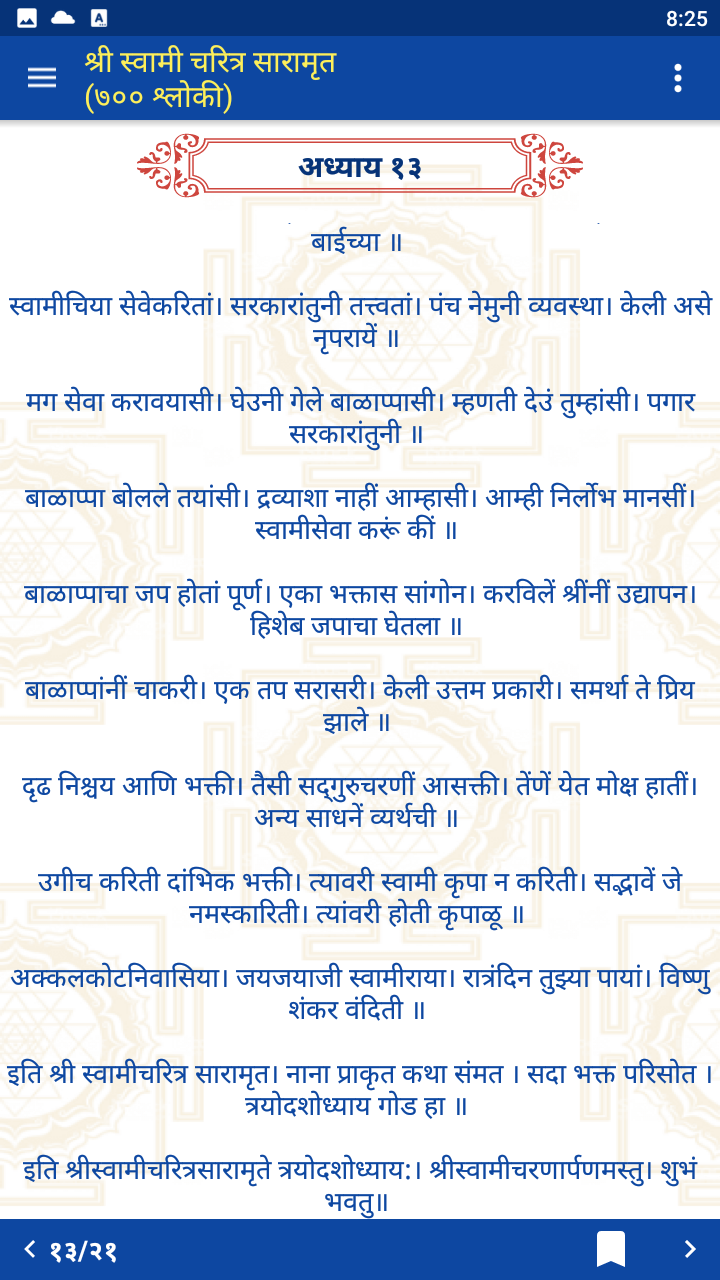 8:25
श्री स्वामी चरित्र सारामृत
(७०० श्लोकी)
अध्याय १३
बाईच्या ॥
स्वामीचिया सेवेकरितां। सरकारांतुनी तत्त्वतां। पंच नेमुनी व्यवस्था। केली असे
नृपरायें ॥
मग सेवा करावयासी। घेउनी गेले बाळाप्पासी। म्हणती देउं तुम्हांसी। पगार
सरकारांतुनी ॥
बाळाप्पा बोलले तयांसी। द्रव्याशा नाहीं आम्हासी। आम्ही निर्लोभ मानसीं।
स्वामीसेवा करूं कीं ॥
बाळाप्पाचा जप होतां पूर्ण। एका भक्तास सांगोन। करविलें श्रींनीं उद्यापन।
हिशेब जपाचा घेतला ॥
बाळाप्पांनीं चाकरी। एक तप सरासरी। केली उत्तम प्रकारी। समर्था ते प्रिय
झाले ॥
दृढ निश्चय आणि भक्ती। तैसी सद्‌गुरुचरणीं आसक्ती। तेंणें येत मोक्ष हातीं।
अन्य साधनें व्यर्थची ॥
उगीच करिती दांभिक भक्ती। त्यावरी स्वामी कृपा न करिती। सद्भावें जे
नमस्कारिती। त्यांवरी होती कृपाळू ॥
अक्कलकोटनिवासिया। जयजयाजी स्वामीराया। रात्रंदिन तुझ्या पायां। विष्णु
शंकर वंदिती ॥
इति श्री स्वामीचरित्र सारामृत। नाना प्राकृत कथा संमत । सदा भक्त परिसोत ।
त्रयोदशोध्याय गोड हा ॥
इति श्रीस्वामीचरित्रसारामृते त्रयोदशोध्याय:। श्रीस्वामीचरणार्पणमस्तु। शुभं
भवतु॥
१३/२१